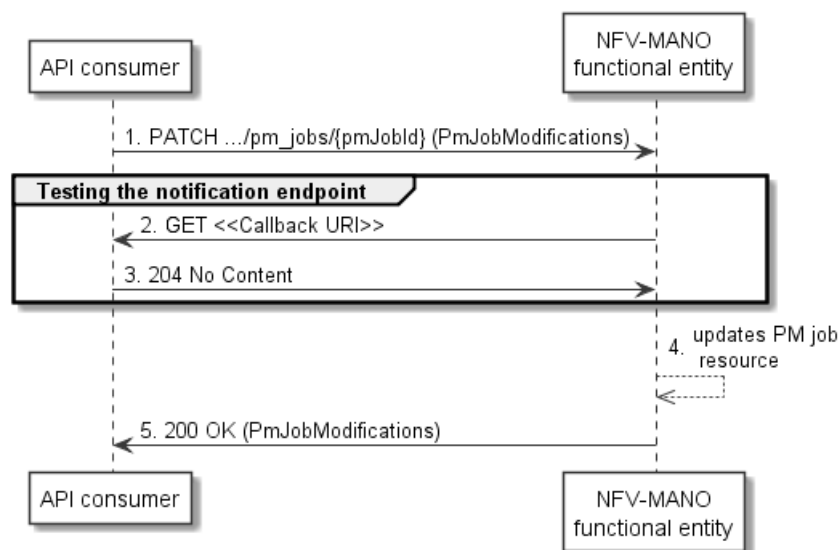 API consumer
NFV-MANO
functional entity
1. PATCH .../pm_jobs/{pmJobId} (PmJobModifications)
Testing the notification endpoint
2. GET <<Callback URI>>
3. 204 No Content
4. updates PM job
resource
5. 200 OK (PmJobModifications)
API consumer
NFV-MANO
functional entity